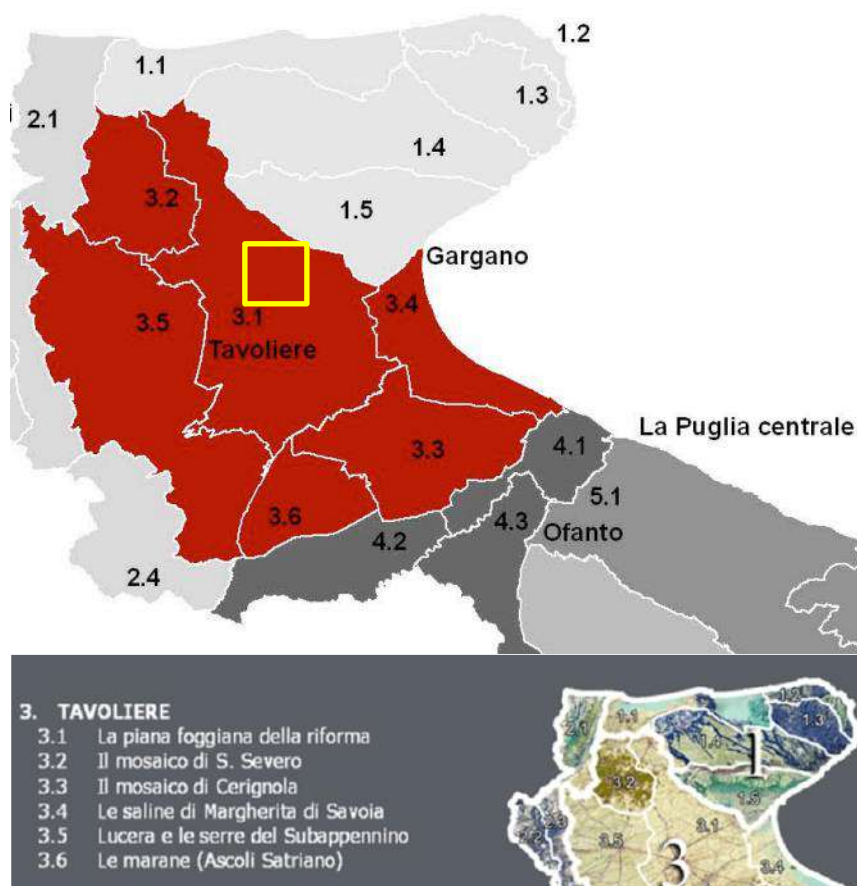 1.2
1.1
1.3
2.1
1.4
3.2
1.5
Gargano
3.4
3.5
3.1
Tavoliere
La Puglia centrale
3.3
4.1
5.1
3.6
4.3
4.2
Ofanto
2.4
3. TAVOLIERE
3.1 La piana foggiana della riforma
3.2 Il mosaico di S. Severo
3.3 Il mosaico di Cerignola
3.4 Le saline di Margherita di Savoia
3.5 Lucera e le serre del Subappennino
3.6 Le marane (Ascoli Satriano)
1.2
2.1
1.1
1.3
1.4
1
3.2
1.5
3.1
2.2
2.3
3.5
3
3.4